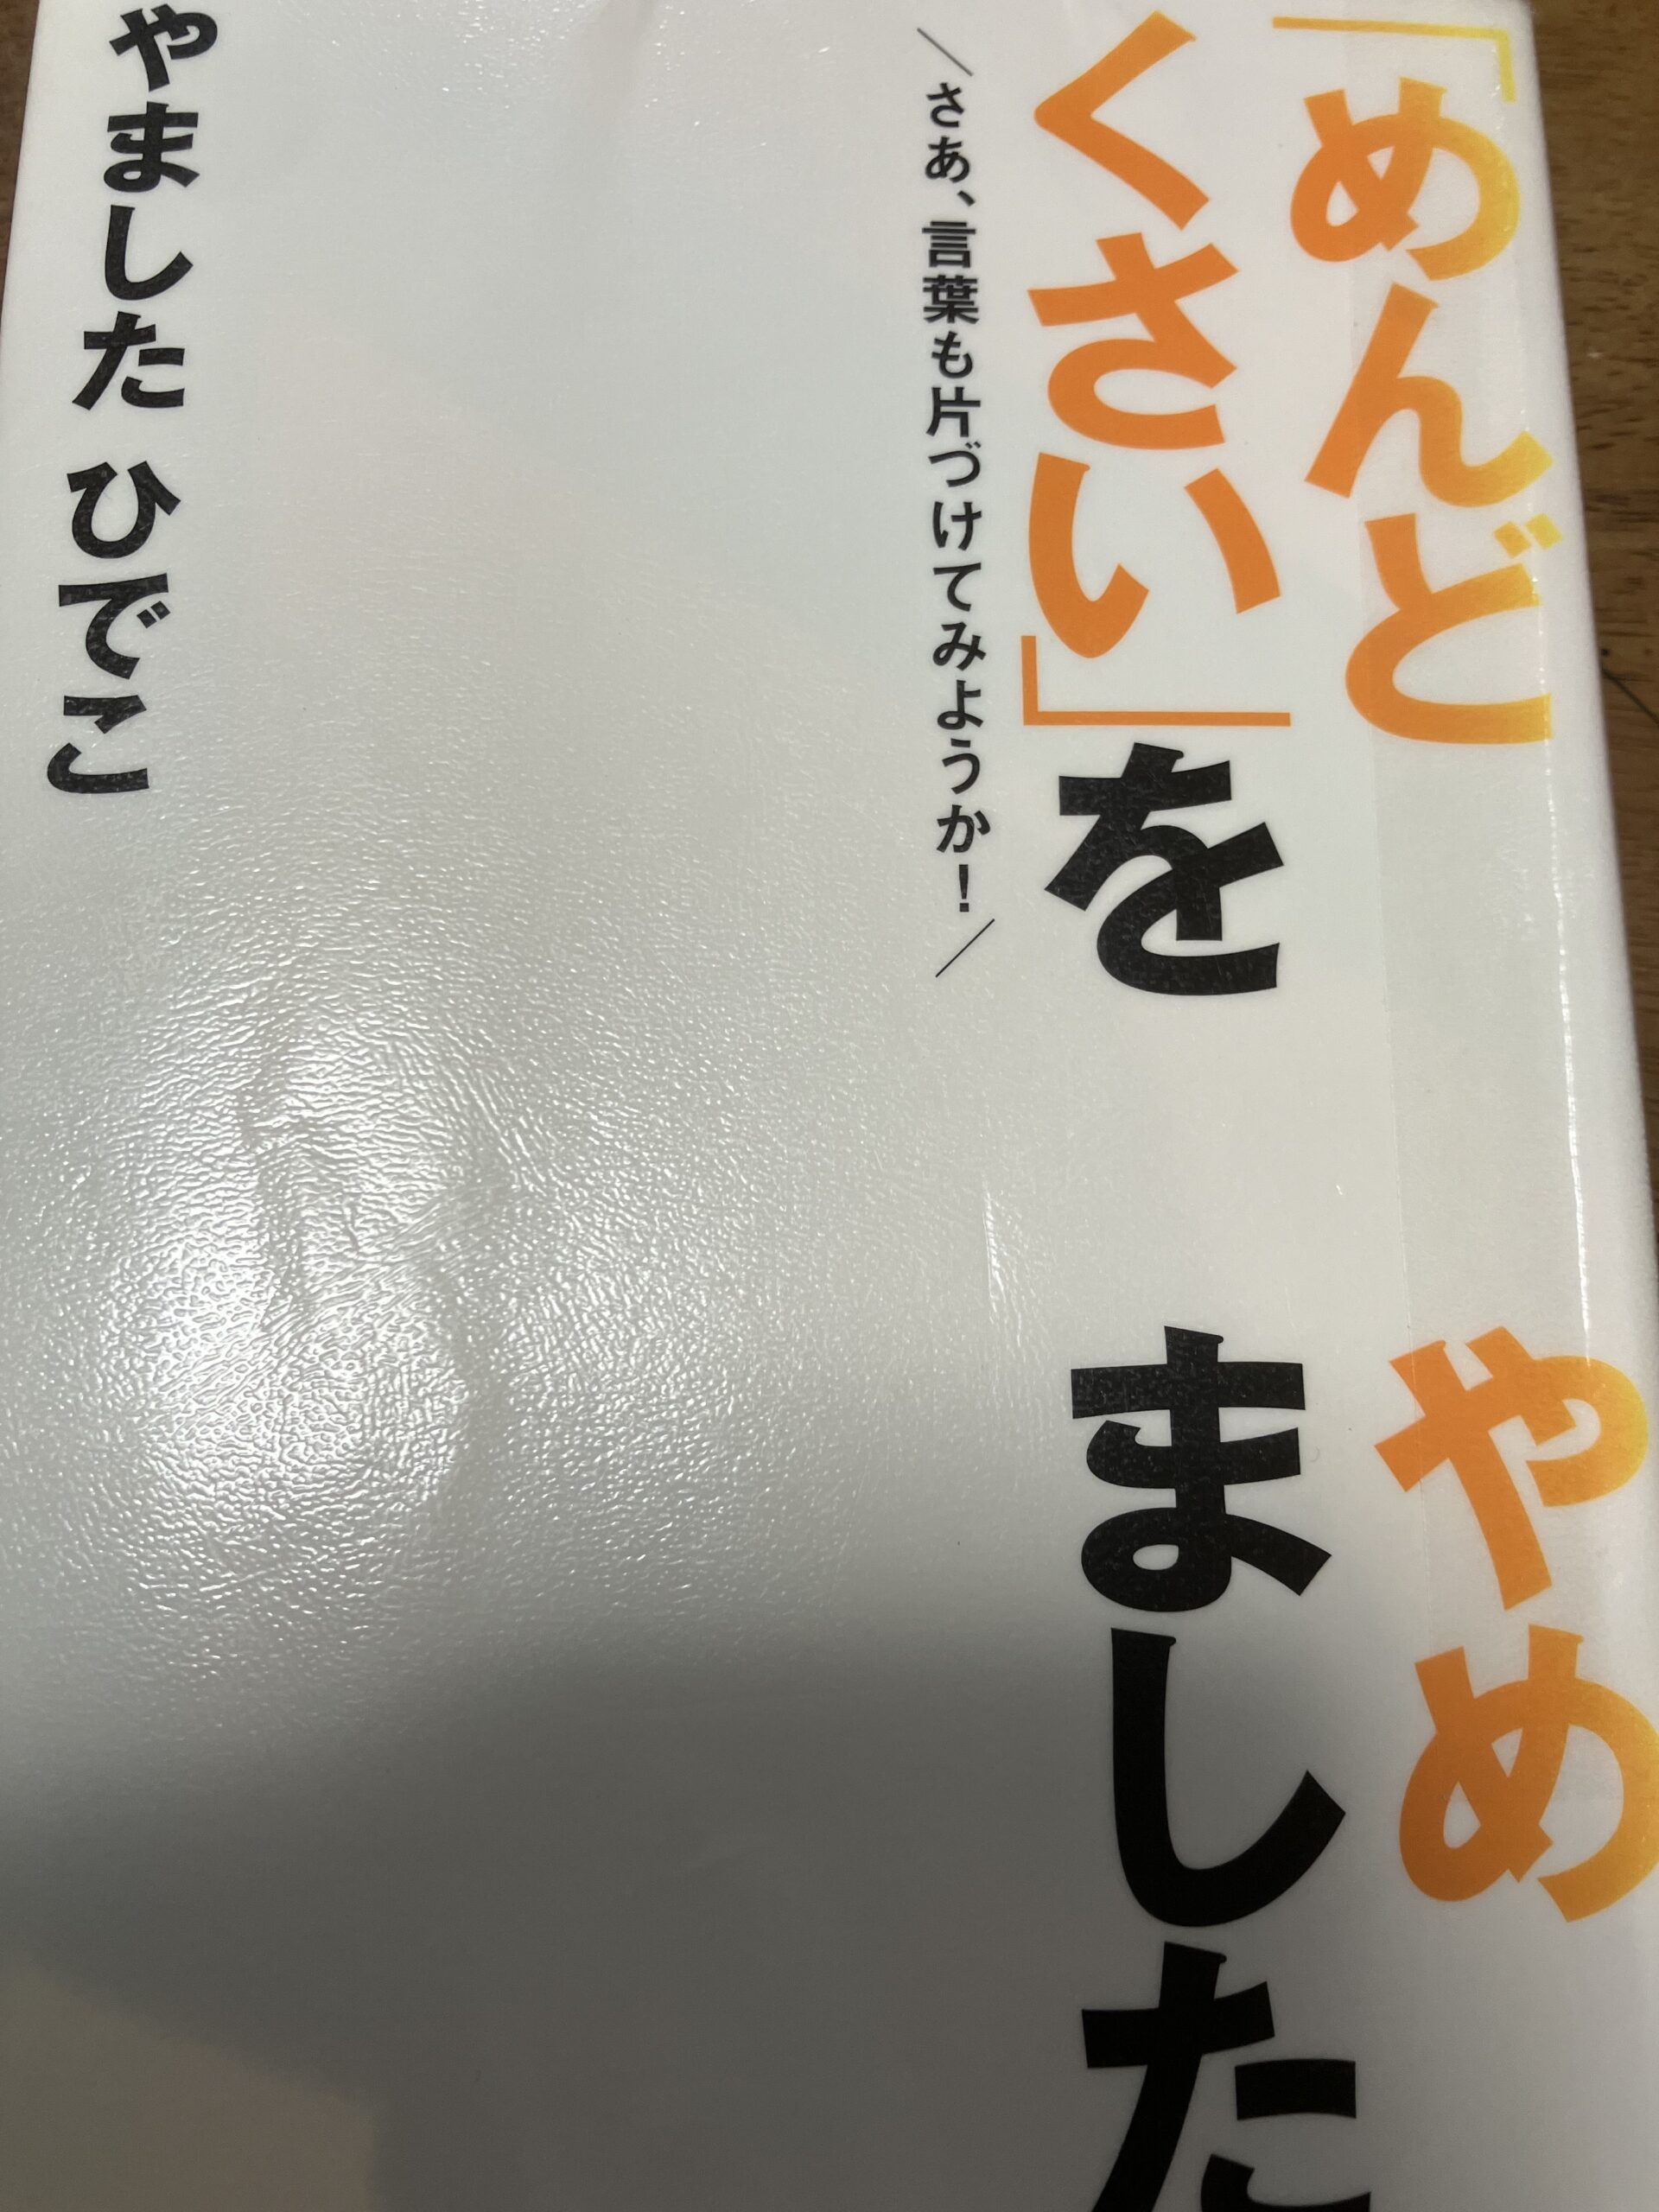 「めんど
くさい」を
やめ
ました
さあ、言葉も片づけてみようか!
やました ひでこ